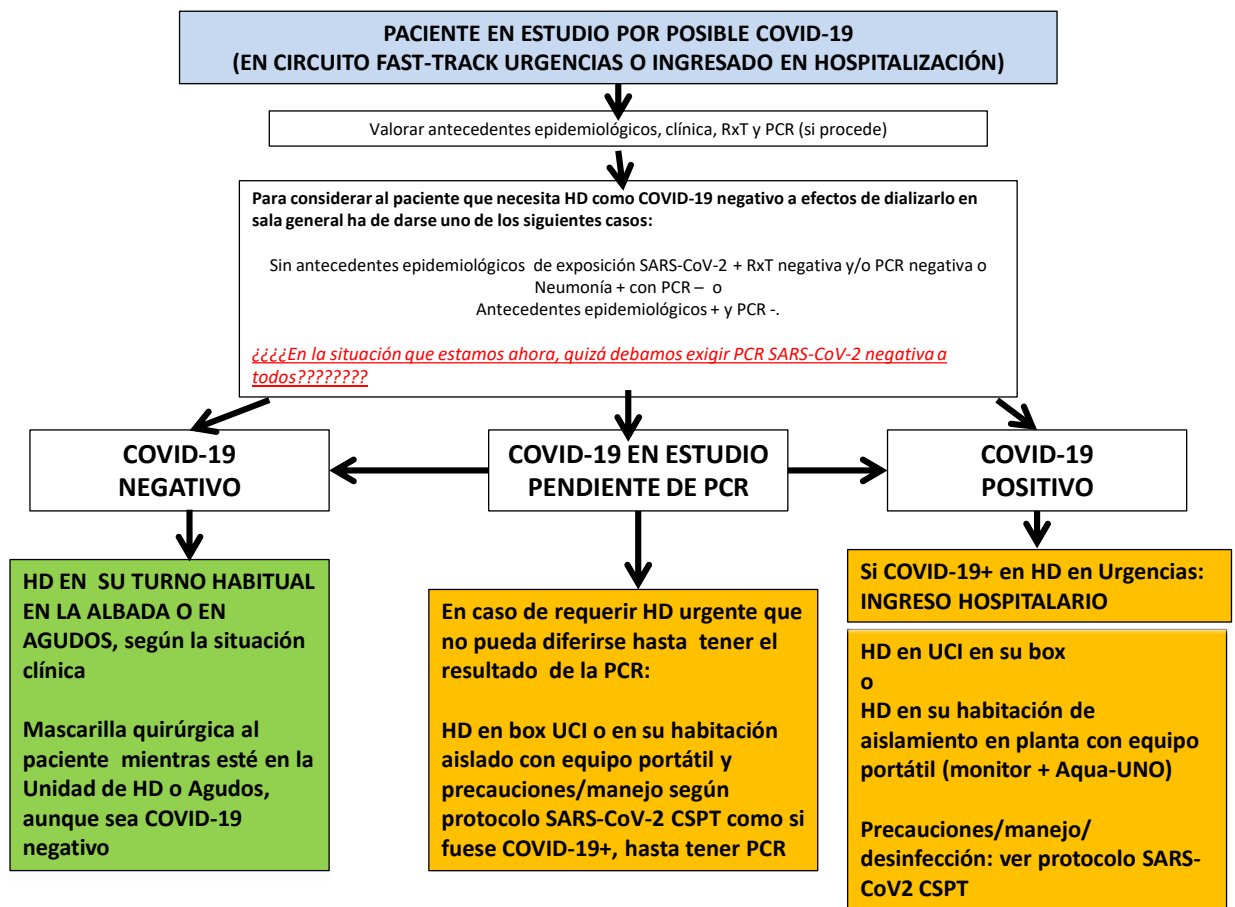 PACIENTE EN ESTUDIO POR POSIBLE COVID-19
(EN CIRCUITO FAST-TRACK URGENCIAS O INGRESADO EN HOSPITALIZACIÓN)
Valorar antecedentes epidemiológicos, clínica, RxT y PCR (si procede)
Para considerar al paciente que necesita HD como COVID-19 negativo a efectos de dializarlo en
sala general ha de darse uno de los siguientes casos:
Sin antecedentes epidemiológicos de exposición SARS-CoV-2 + RxT negativa y/o PCR negativa o
Neumonía + con PCR – o
Antecedentes epidemiológicos + y PCR -.
¿¿¿¿En la situación que estamos ahora, quizá debamos exigir PCR SARS-CoV-2 negativa a
todos????????
COVID-19
NEGATIVO
COVID-19 EN ESTUDIO
PENDIENTE DE PCR
COVID-19
POSITIVO
HD EN SU TURNO HABITUAL
EN LA ALBADA O EN
AGUDOS, según la situación
clínica
Mascarilla quirúrgica al
paciente mientras esté en la
Unidad de HD o Agudos,
aunque sea COVID-19
negativo
En caso de requerir HD urgente que
no pueda diferirse hasta tener el
resultado de la PCR:
HD en box UCI o en su habitación
aislado con equipo portátil y
precauciones/manejo según
protocolo SARS-CoV-2 CSPT como si
fuese COVID-19+, hasta tener PCR
Si COVID-19+ en HD en Urgencias:
INGRESO HOSPITALARIO
HD en UCI en su box
o
HD en su habitación de
aislamiento en planta con equipo
portátil (monitor + Aqua-UNO)
Precauciones/manejo/
desinfección: ver protocolo SARS-
CoV2 CSPT